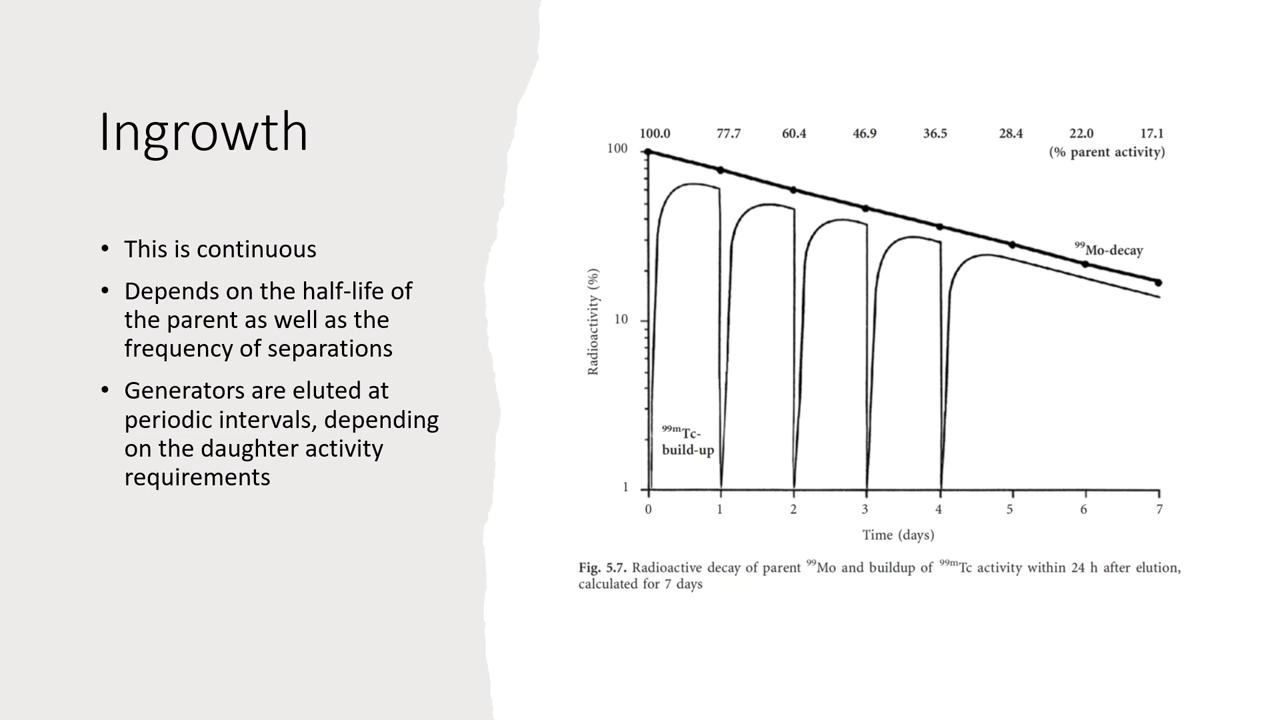 Ingrowth
• This is continuous
• Depends on the half-life of
the parent as well as the
frequency of separations
• Generators are eluted at
periodic intervals, depending
on the daughter activity
requirements
100.0 77.7 60.4 46.9 36.5 28.4 22.0 17.1
(% parent activity)
100
10
1
Radioactivity (%)
⁹⁹Mo-decay
⁹⁹ᵐTc-
build-up
0 1 2 3 4 5 6 7
Time (days)
Fig. 5.7. Radioactive decay of parent ⁹⁹Mo and buildup of ⁹⁹ᵐTc activity within 24 h after elution,
calculated for 7 days